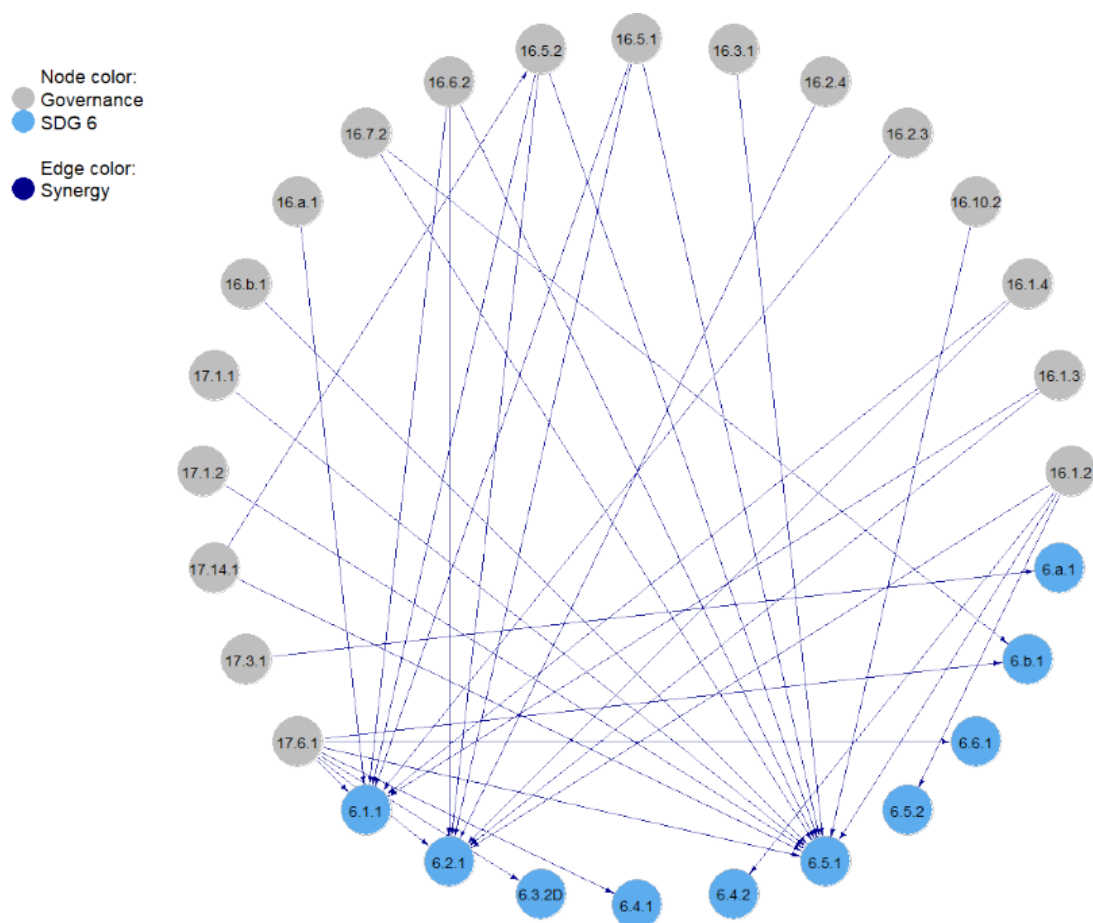 Node color:
Governance
SDG 6
Edge color:
Synergy
16.5.1
16.5.2
16.3.1
16.6.2
16.2.4
16.7.2
16.2.3
16.a.1
16.10.2
16.b.1
16.1.4
17.1.1
16.1.3
17.1.2
16.1.2
17.14.1
6.a.1
17.3.1
6.b.1
17.6.1
6.6.1
6.1.1
6.5.2
6.2.1
6.5.1
6.3.2D
6.4.2
6.4.1